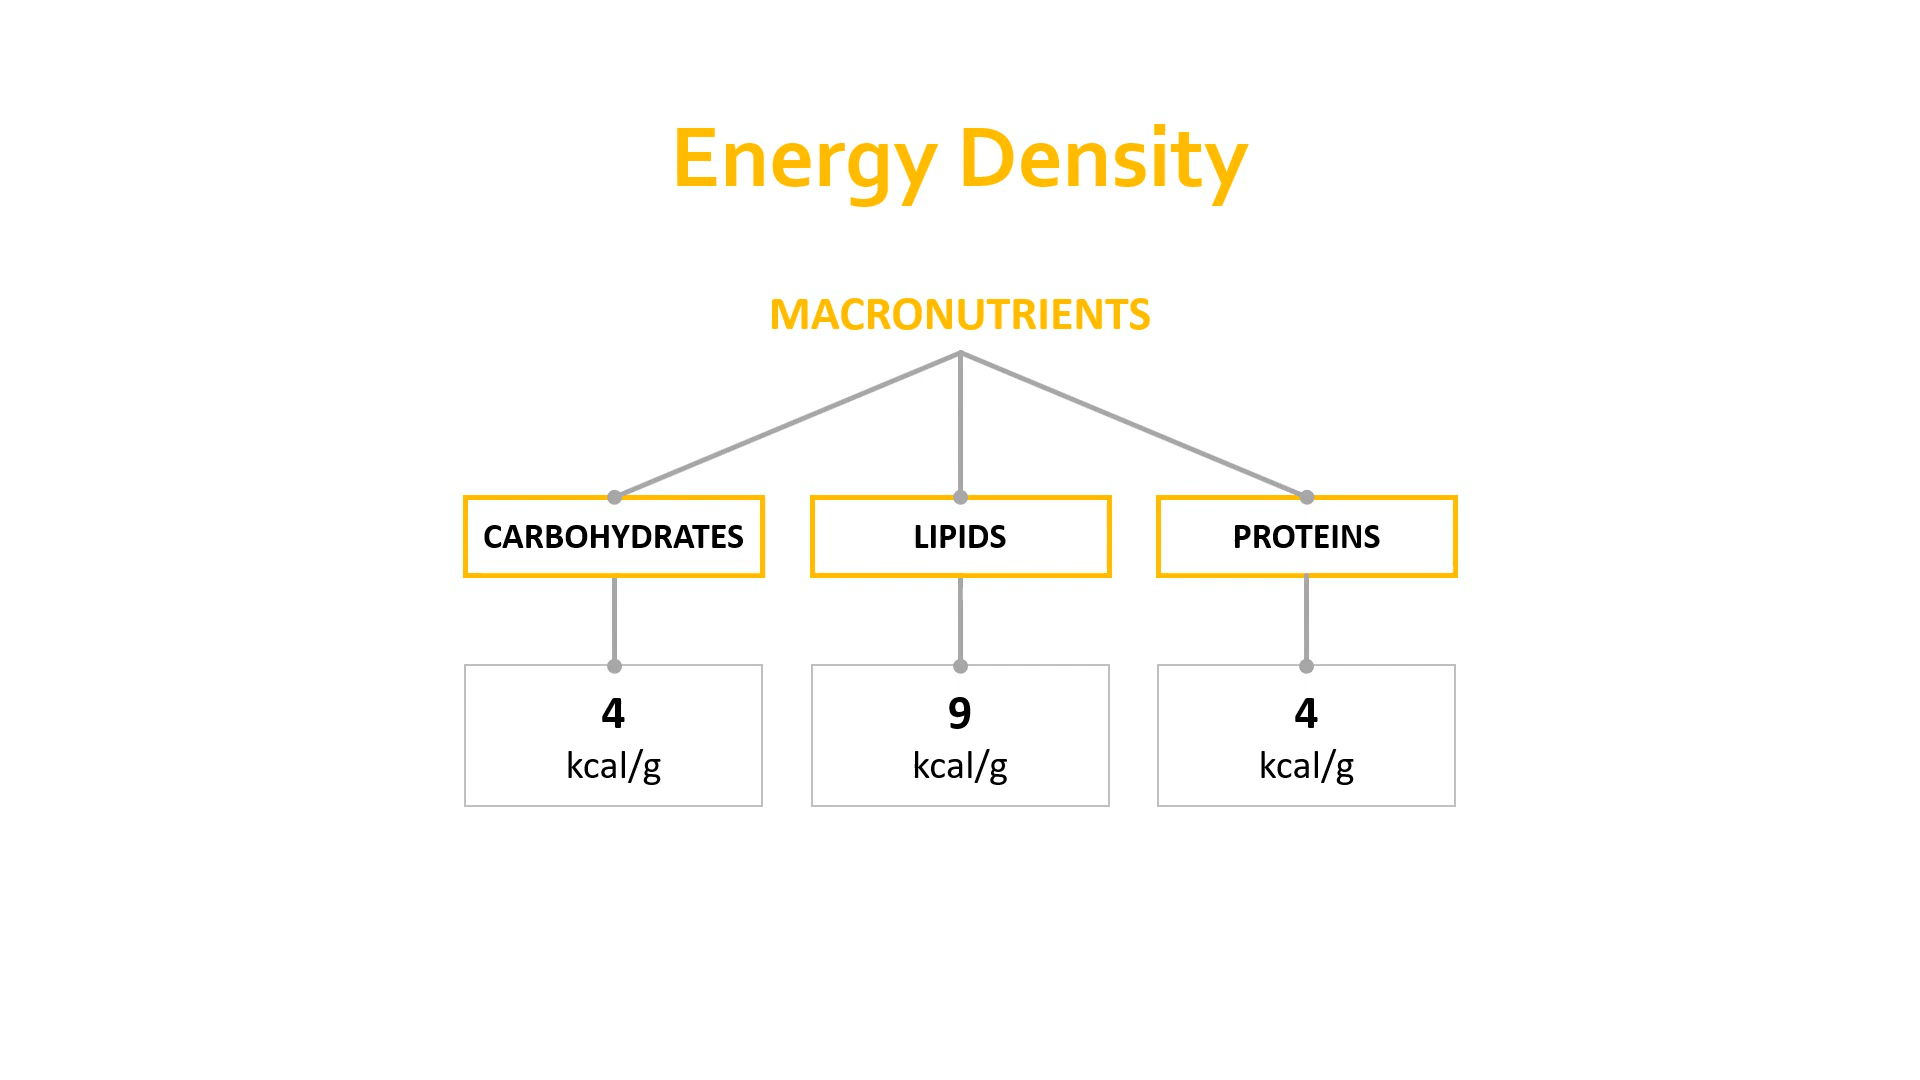 Energy Density
MACRONUTRIENTS
CARBOHYDRATES
LIPIDS
PROTEINS
4
kcal/g
9
kcal/g
4
kcal/g